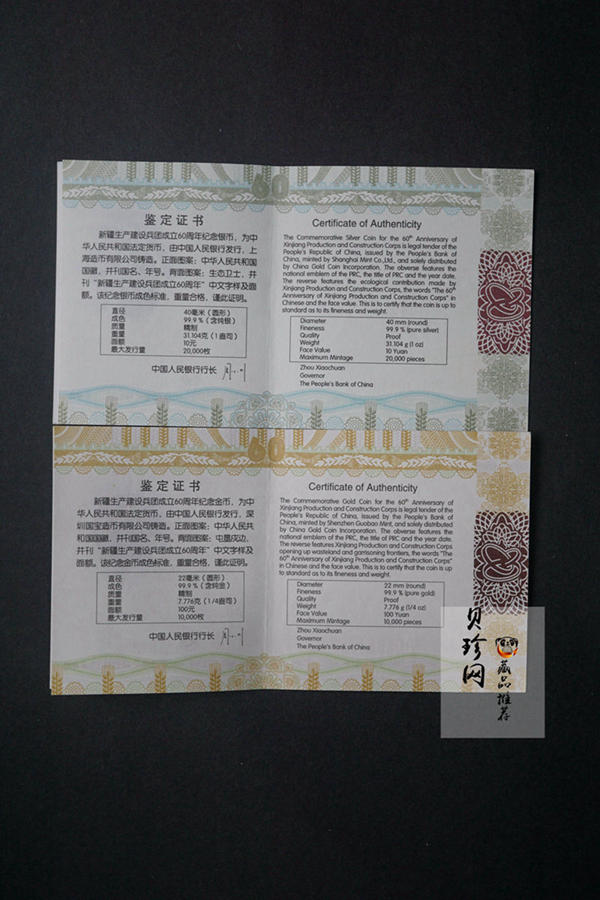 60
鉴定证书
新疆生产建设兵团成立60周年纪念银币，为中
华人民共和国法定货币，由中国人民银行发行，上
海造币有限公司铸造。正面图案：中华人民共和国
国徽，并刊国名、年号。背面图案：生态卫士，并
刊“新疆生产建设兵团成立60周年”中文字样及面
额。该纪念银币成色标准，重量合格，谨此证明。
直径 40毫米（圆形）
成色 99.9％（含纯银）
质量 精制
重量 31.104克（1盎司）
面额 10元
最大发行量 20,000枚
中国人民银行行长
Certificate of Authenticity
The Commemorative Silver Coin for the 60th Anniversary of
Xinjiang Production and Construction Corps is legal tender of the
People's Republic of China, issued by the People's Bank of
China, minted by Shanghai Mint Co.,Ltd., and solely distributed
by China Gold Coin Incorporation. The obverse features the
national emblem of the PRC, the title of PRC and the year date.
The reverse features the ecological contribution made by
Xinjiang Production and Construction Corps, the words "The 60th
Anniversary of Xinjiang Production and Construction Corps" in
Chinese and the face value. This is to certify that the coin is up to
standard as to its fineness and weight.
Diameter 40 mm (round)
Fineness 99.9 % (pure silver)
Quality Proof
Weight 31.104 g (1 oz)
Face Value 10 Yuan
Maximum Mintage 20,000 pieces
Zhou Xiaochuan
Governor
The People's Bank of China
60
鉴定证书
新疆生产建设兵团成立60周年纪念金币，为中
华人民共和国法定货币，由中国人民银行发行，深
圳国宝造币有限公司铸造。正面图案：中华人民共
和国国徽，并刊国名、年号。背面图案：屯垦戍边，
并刊“新疆生产建设兵团成立60周年”中文字样及
面额。该纪念金币成色标准，重量合格，谨此证明。
直径 22毫米（圆形）
成色 99.9％（含纯金）
质量 精制
重量 7.776克（1/4盎司）
面额 100元
最大发行量 10,000枚
中国人民银行行长
Certificate of Authenticity
The Commemorative Gold Coin for the 60th Anniversary of
Xinjiang Production and Construction Corps is legal tender of the
People's Republic of China, issued by the People's Bank of
China, minted by Shenzhen Guobao Mint, and solely distributed
by China Gold Coin Incorporation. The obverse features the
national emblem of the PRC, the title of PRC and the year date.
The reverse features Xinjiang Production and Construction Corps
opening up wasteland and garrisoning frontiers, the words "The
60th Anniversary of Xinjiang Production and Construction Corps"
in Chinese and the face value. This is to certify that the coin is up
to standard as to its fineness and weight.
Diameter 22 mm (round)
Fineness 99.9 % (pure gold)
Quality Proof
Weight 7.776 g (1/4 oz)
Face Value 100 Yuan
Maximum Mintage 10,000 pieces
Zhou Xiaochuan
Governor
The People's Bank of China
贝珍网
藏品推荐